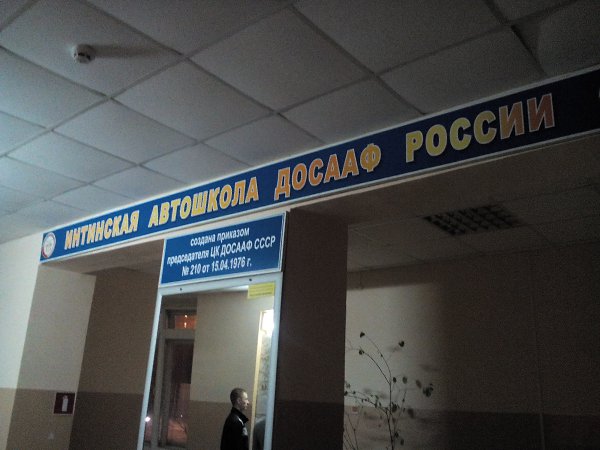 ИНТИНСКАЯ АВТОШКОЛА ДОСААФ РОССИИ
создана приказом
председателя ЦК ДОСААФ СССР
№ 210 от 15.04.1976 г.